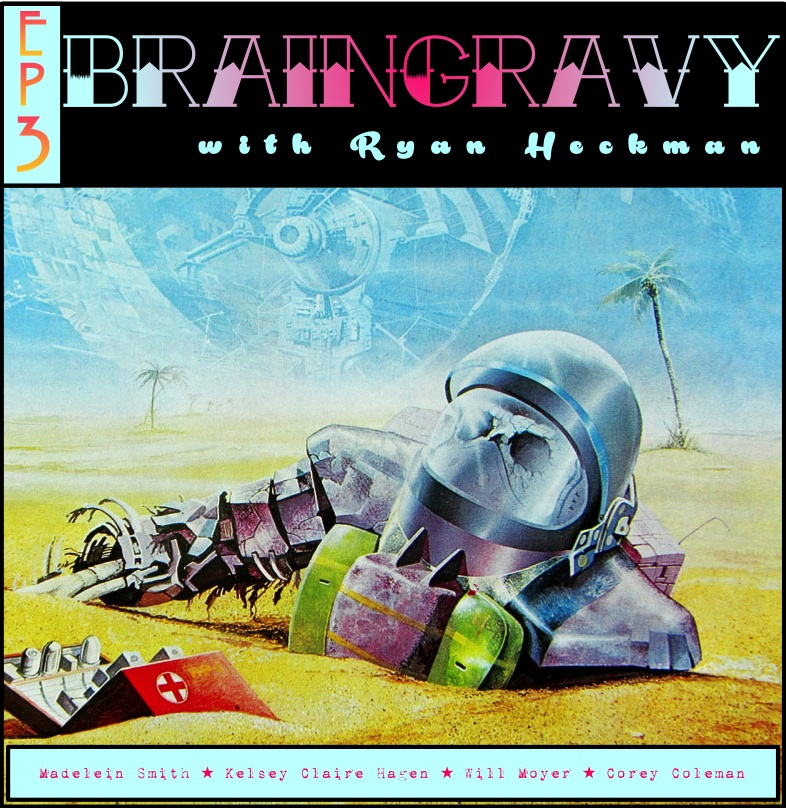 EP3
BRAINGRAVY
with Ryan Heckman
Madelein Smith ★ Kelsey Claire Hagen ★ Will Moyer ★ Corey Coleman